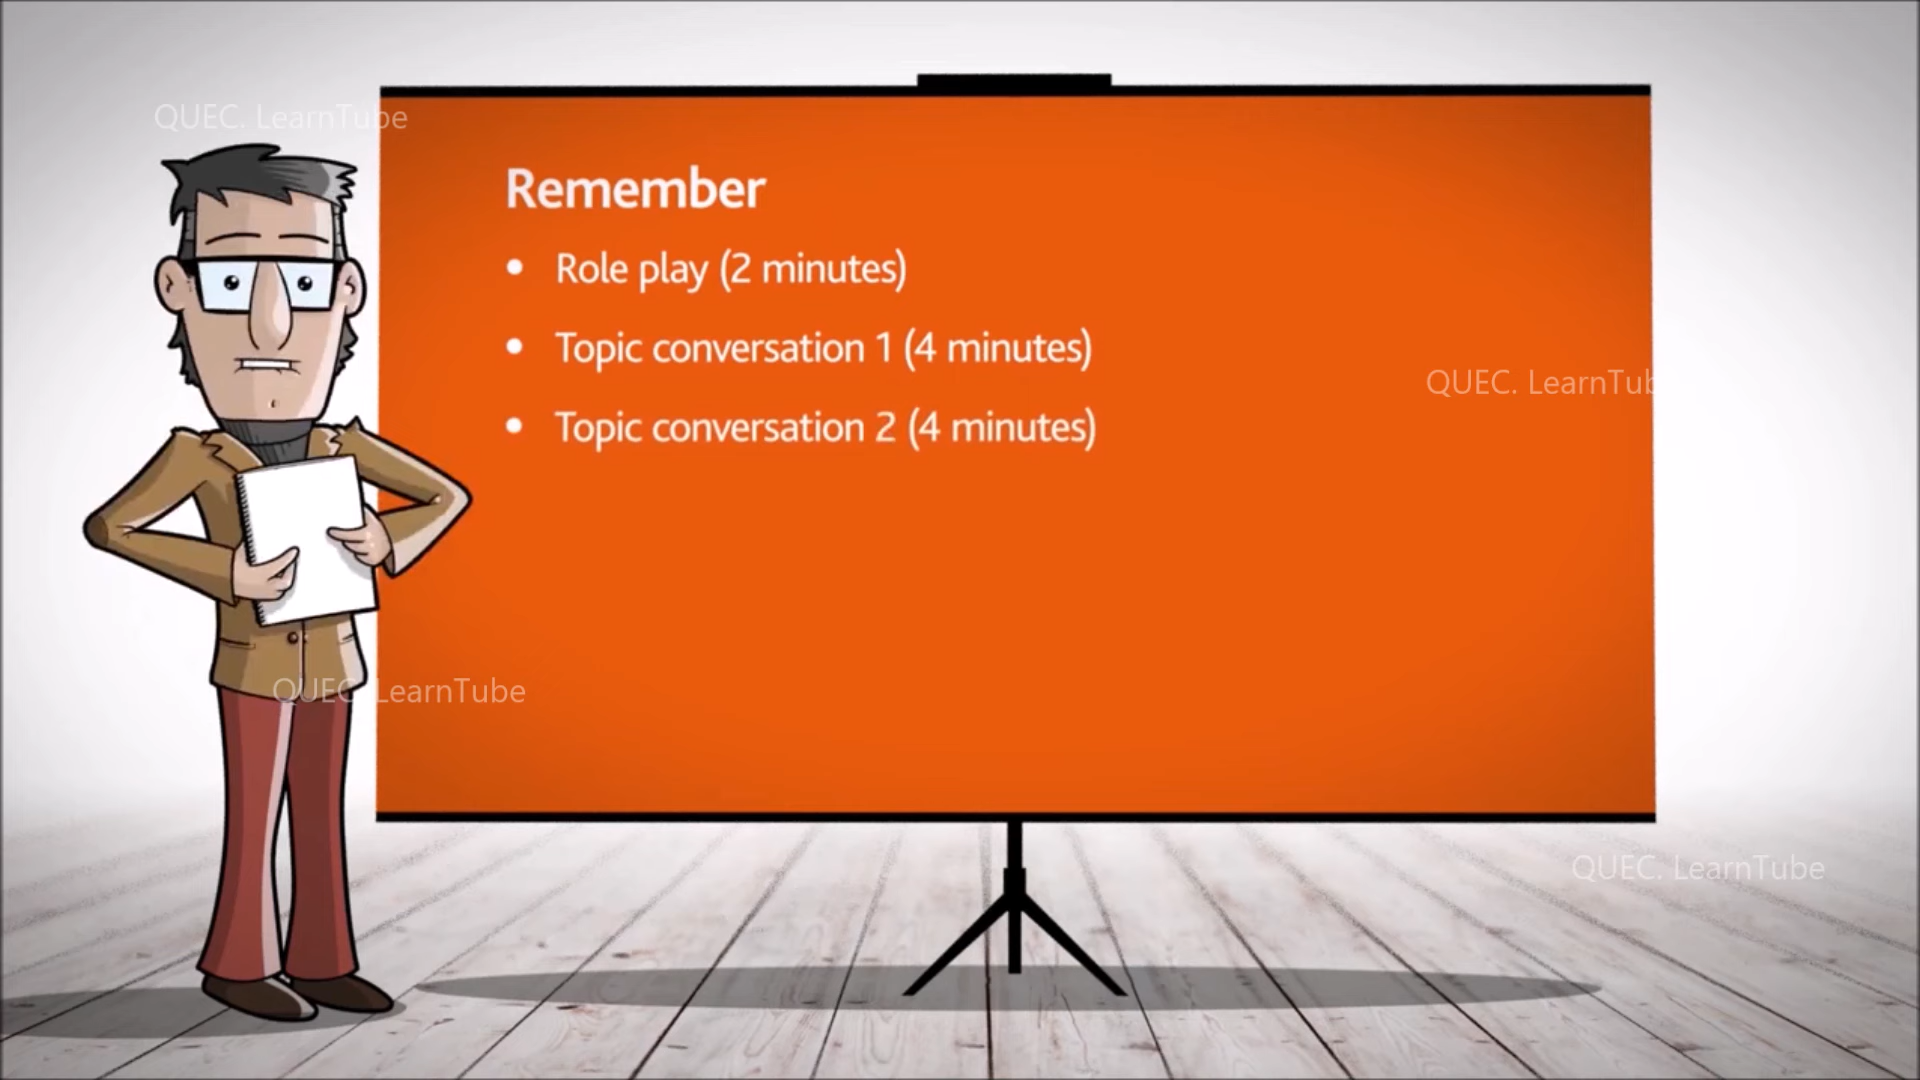 QUEC. LearnTube
Remember
• Role play (2 minutes)
• Topic conversation 1 (4 minutes)
QUEC. LearnTub
• Topic conversation 2 (4 minutes)
QUEC. LearnTube
QUEC. LearnTube